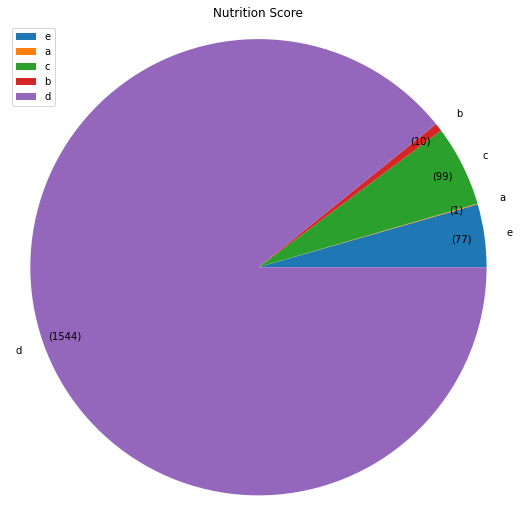 Nutrition Score
e
a
c
b
d
b
(10)
c
(99)
a
(1)
e
(77)
(1544)
d